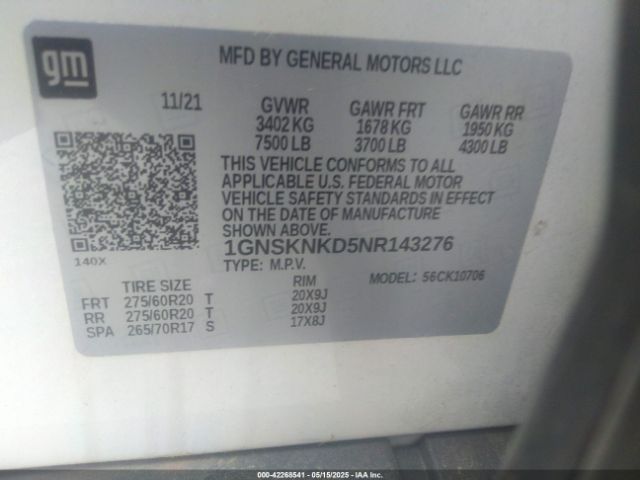 gm
MFD BY GENERAL MOTORS LLC
11/21 GVWR GAWR FRT GAWR RR
3402 KG 1678 KG 1950 KG
7500 LB 3700 LB 4300 LB
THIS VEHICLE CONFORMS TO ALL
APPLICABLE U.S. FEDERAL MOTOR
VEHICLE SAFETY STANDARDS IN EFFECT
ON THE DATE OF MANUFACTURE
SHOWN ABOVE.
1GNSKNKD5NR143276
140X
TYPE: M.P.V. MODEL: 56CK10706
TIRE SIZE RIM
FRT 275/60R20 T 20X9J
RR 275/60R20 T 20X9J
SPA 265/70R17 S 17X8J
000-42268541 - 05/15/2025 - IAA Inc.